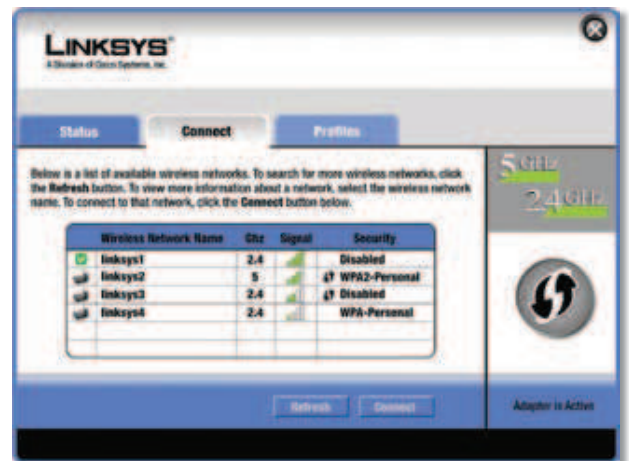 LINKSYS®
A Division of Cisco Systems, Inc.
Status Connect Profiles
Below is a list of available wireless networks. To search for more wireless networks, click
the Refresh button. To view more information about a network, select the wireless network
name. To connect to that network, click the Connect button below.
5 GHz
2.4 GHz
Wireless Network Name Ghz Signal Security
linksys1 2.4 Disabled
linksys2 5 WPA2-Personal
linksys3 2.4 Disabled
linksys4 2.4 WPA-Personal
Refresh Connect
Adapter is Active